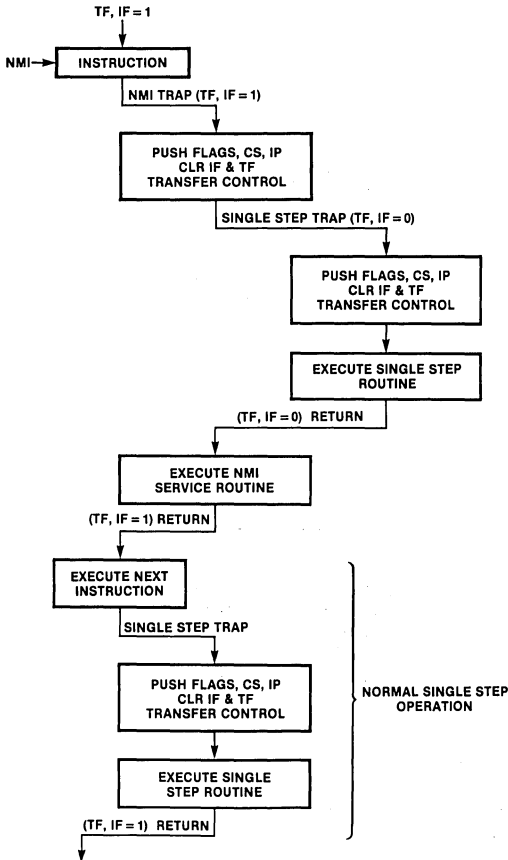 TF, IF = 1
NMI
INSTRUCTION
NMI TRAP (TF, IF = 1)
PUSH FLAGS, CS, IP
CLR IF & TF
TRANSFER CONTROL
SINGLE STEP TRAP (TF, IF = 0)
PUSH FLAGS, CS, IP
CLR IF & TF
TRANSFER CONTROL
EXECUTE SINGLE STEP
ROUTINE
(TF, IF = 0) RETURN
EXECUTE NMI
SERVICE ROUTINE
(TF, IF = 1) RETURN
EXECUTE NEXT
INSTRUCTION
SINGLE STEP TRAP
PUSH FLAGS, CS, IP
CLR IF & TF
TRANSFER CONTROL
NORMAL SINGLE STEP
OPERATION
EXECUTE SINGLE
STEP ROUTINE
(TF, IF = 1) RETURN